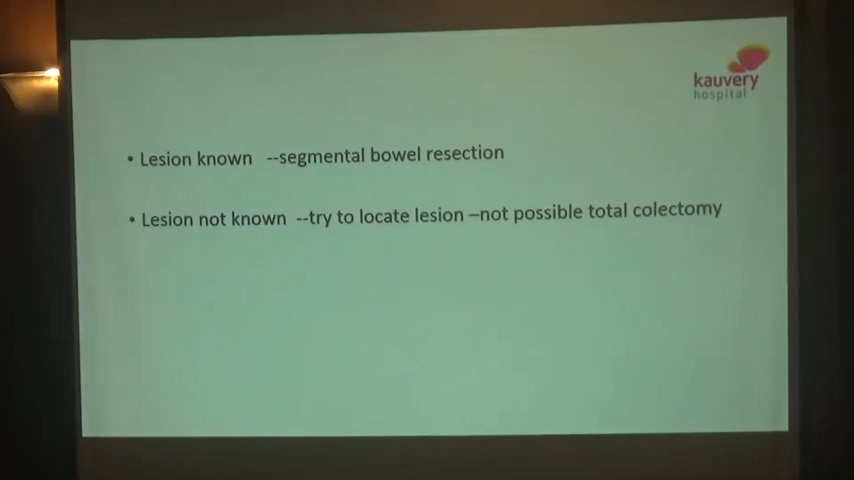 kauvery
hospital
• Lesion known --segmental bowel resection
• Lesion not known --try to locate lesion –not possible total colectomy